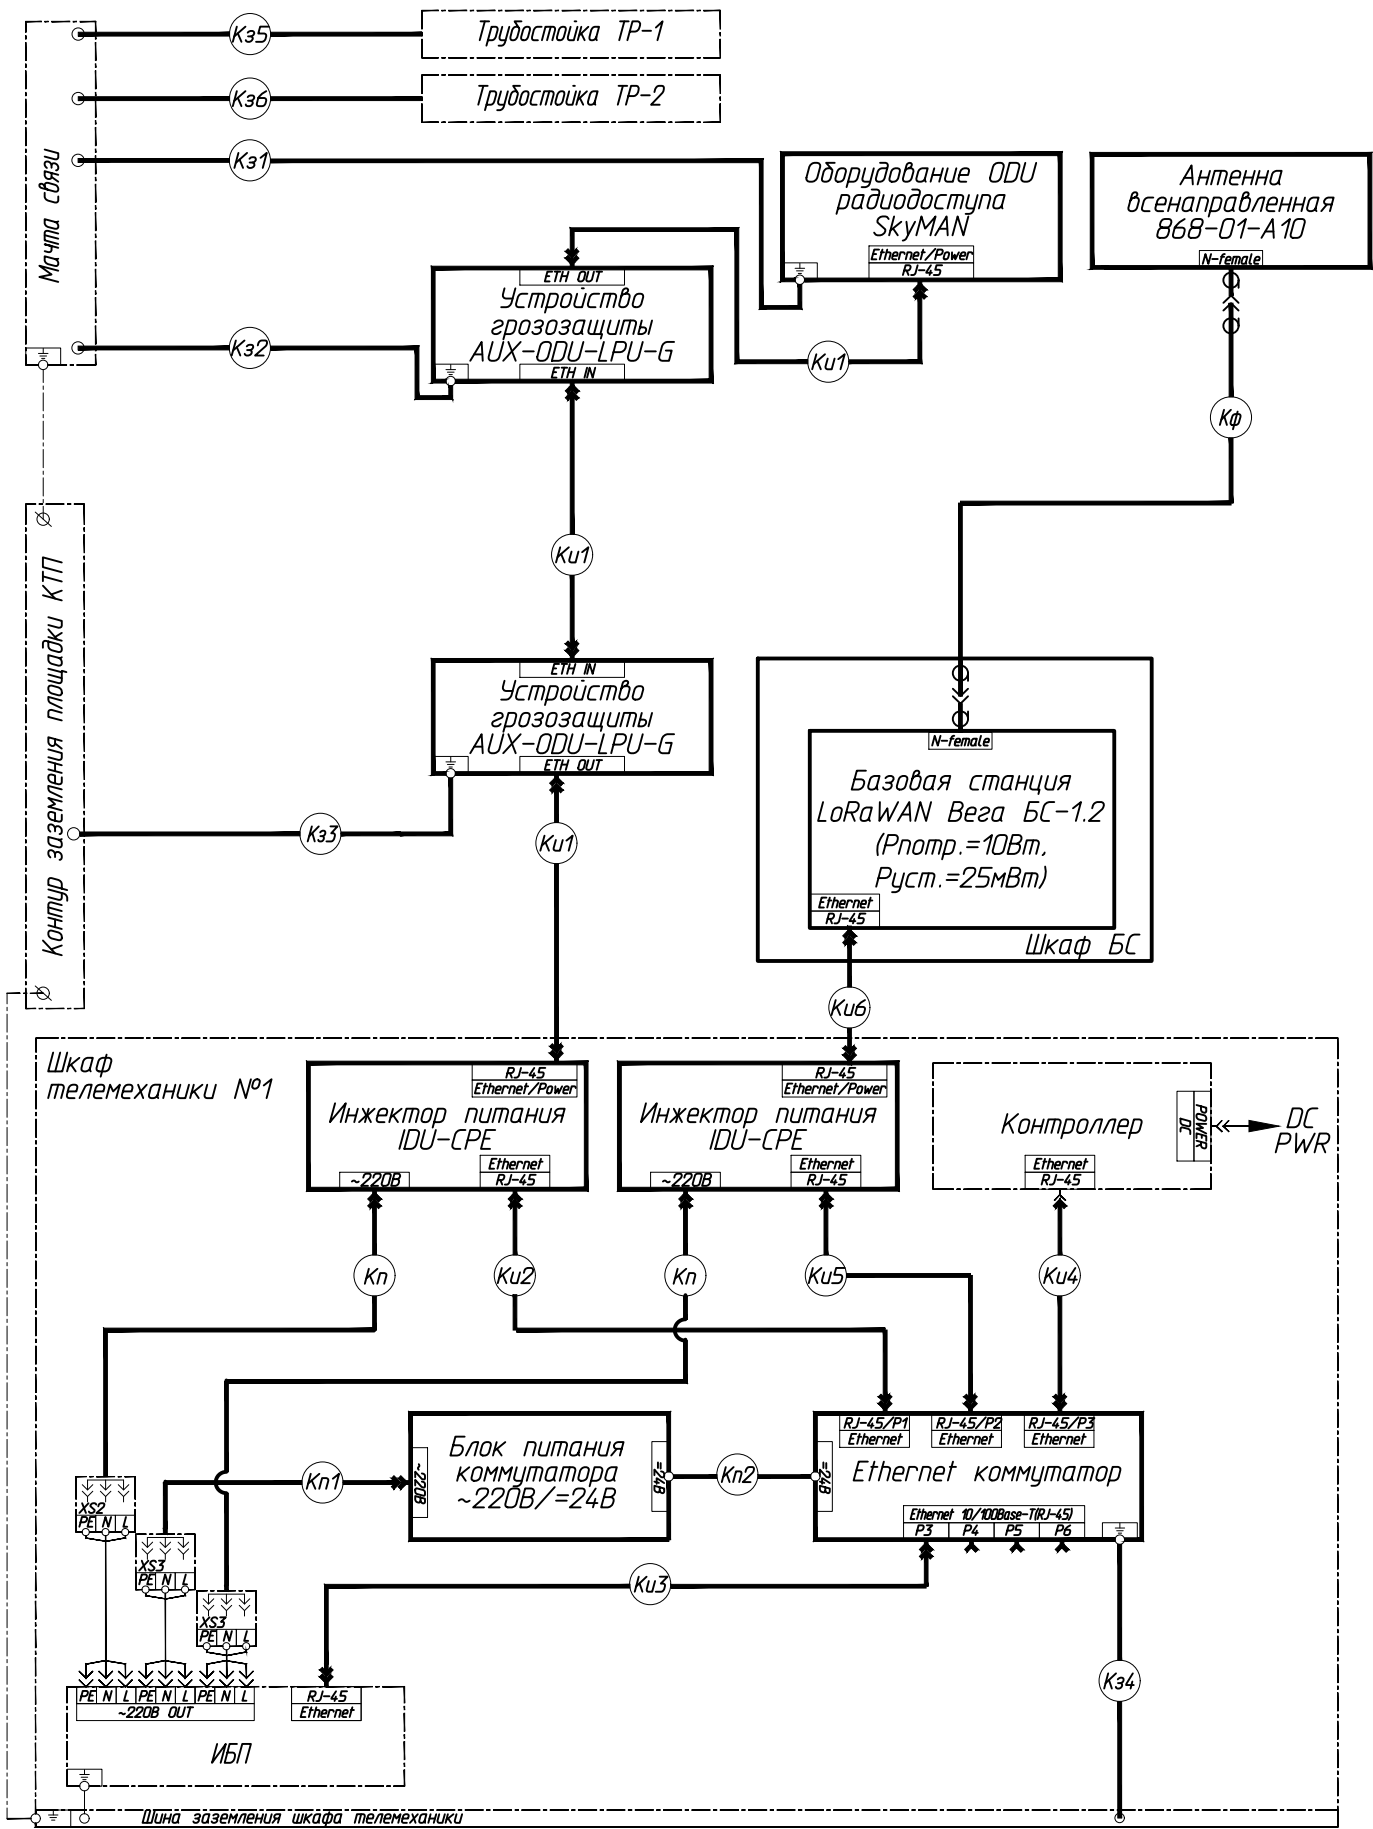 Кз5
Трубостойка ТР-1
Кз6
Трубостойка ТР-2
Кз1
Мачта связи
Оборудование ODU
радиодоступа
SkyMAN
Ethernet/Power
RJ-45
Антенна
всенаправленная
868-01-А10
N-female
ETH OUT
Устройство
грозозащиты
AUX-ODU-LPU-G
ETH IN
Кз2
Ки1
Кф
Ки1
Контур заземления площадки КТП
ETH IN
Устройство
грозозащиты
AUX-ODU-LPU-G
ETH OUT
Кз3
Ки1
N-female
Базовая станция
LoRaWAN Вега БС-1.2
(Рпотр.=10Вт,
Руст.=25мВт)
Ethernet
RJ-45
Шкаф БС
Ки6
Шкаф
телемеханики №1
RJ-45
Ethernet/Power
Инжектор питания
IDU-CPE
Ethernet
~220В
RJ-45
RJ-45
Ethernet/Power
Инжектор питания
IDU-CPE
Ethernet
~220В
RJ-45
Контроллер
POWER
DC
DC
PWR
Ethernet
RJ-45
Кп
Ки2
Кп
Ки5
Ки4
Блок питания
коммутатора
~220В/=24В
~220В
=24В
Кп1
Кп2
RJ-45/P1
Ethernet
RJ-45/P2
Ethernet
RJ-45/P3
Ethernet
=24В
Ethernet коммутатор
Ethernet 10/100Base-T(RJ-45)
P3 P4 P5 P6
XS2
PE N L
XS3
PE N L
XS3
PE N L
Ки3
Кз4
PE N L PE N L PE N L
~220В OUT
RJ-45
Ethernet
ИБП
Шина заземления шкафа телемеханики